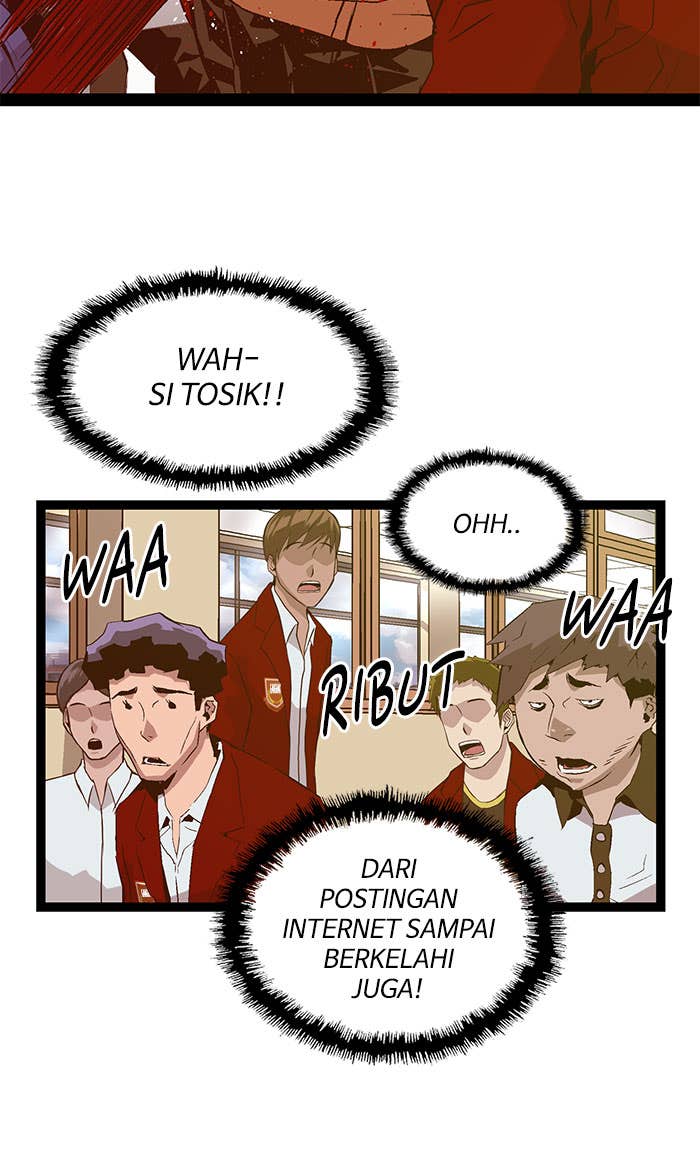 WAH-
SI TOSIK!!
OHH..
WAA
WAA
RIBUT
DARI
POSTINGAN
INTERNET SAMPAI
BERKELAHI
JUGA!